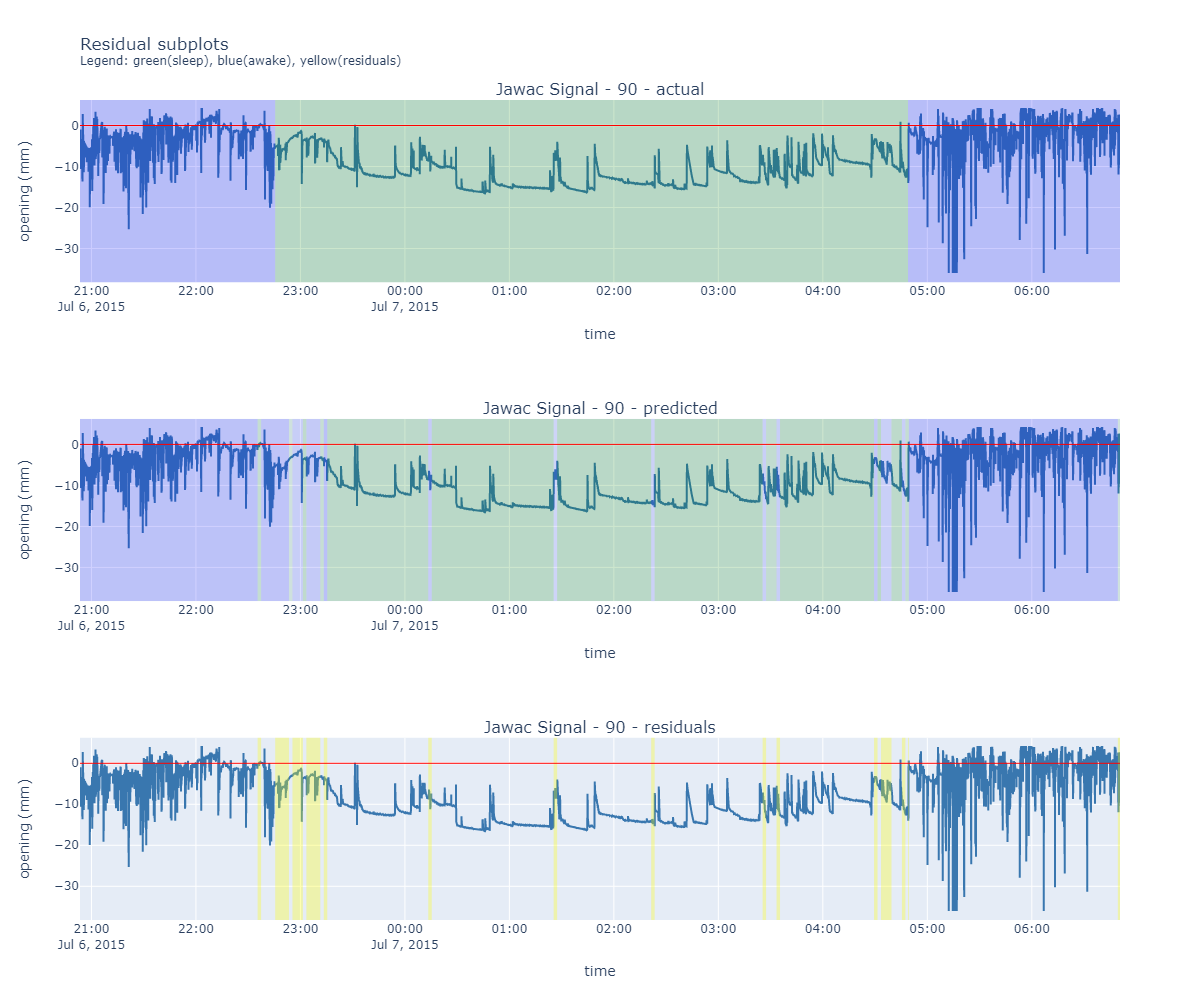 Residual subplots
Legend: green(sleep), blue(awake), yellow(residuals)
Jawac Signal - 90 - actual
opening (mm)
0
−10
−20
−30
21:00 22:00 23:00 00:00 01:00 02:00 03:00 04:00 05:00 06:00
Jul 6, 2015 Jul 7, 2015
time
Jawac Signal - 90 - predicted
opening (mm)
0
−10
−20
−30
21:00 22:00 23:00 00:00 01:00 02:00 03:00 04:00 05:00 06:00
Jul 6, 2015 Jul 7, 2015
time
Jawac Signal - 90 - residuals
opening (mm)
0
−10
−20
−30
21:00 22:00 23:00 00:00 01:00 02:00 03:00 04:00 05:00 06:00
Jul 6, 2015 Jul 7, 2015
time